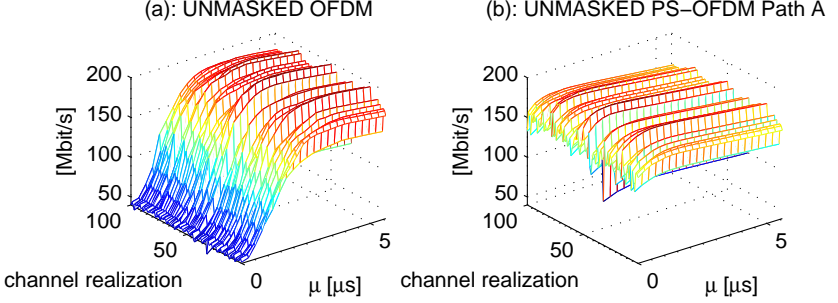 (a): UNMASKED OFDM
200
150
100
50
[Mbit/s]
100
50
0
5
channel realization
μ [μs]
(b): UNMASKED PS−OFDM Path A
200
150
100
50
[Mbit/s]
100
50
0
5
channel realization
μ [μs]